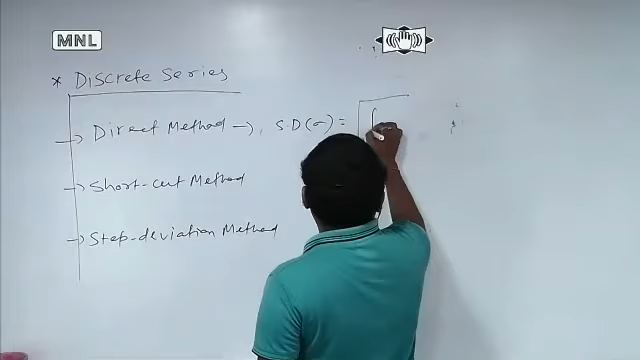 MNL
* Discrete Series
→ Direct Method →, S.D(σ) =
→ Short-cut Method
→ Step-deviation Method